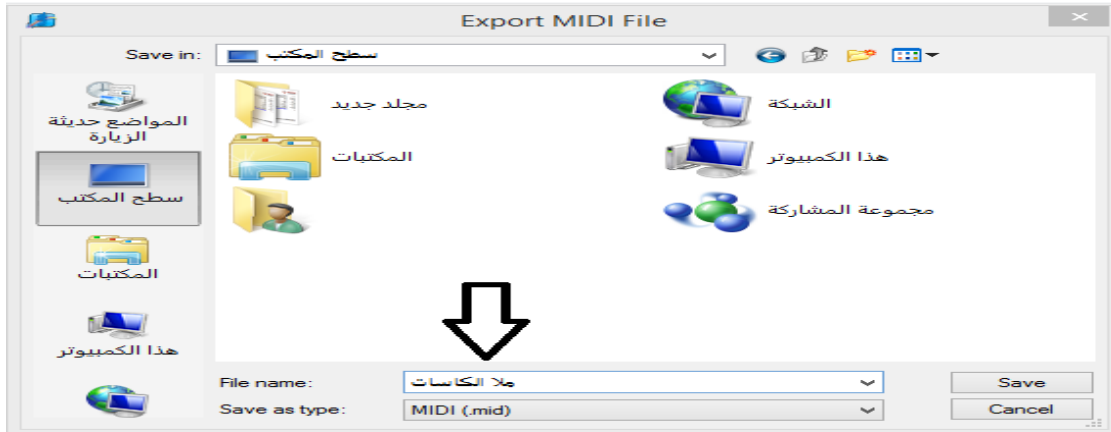 Export MIDI File
Save in:
سطح المكتب
المواضع حديثة
الزيارة
سطح المكتب
المكتبات
هذا الكمبيوتر
مجلد جديد
الشبكة
المكتبات
هذا الكمبيوتر
مجموعة المشاركة
File name:
ملا الكاسات
Save
Save as type:
MIDI (.mid)
Cancel